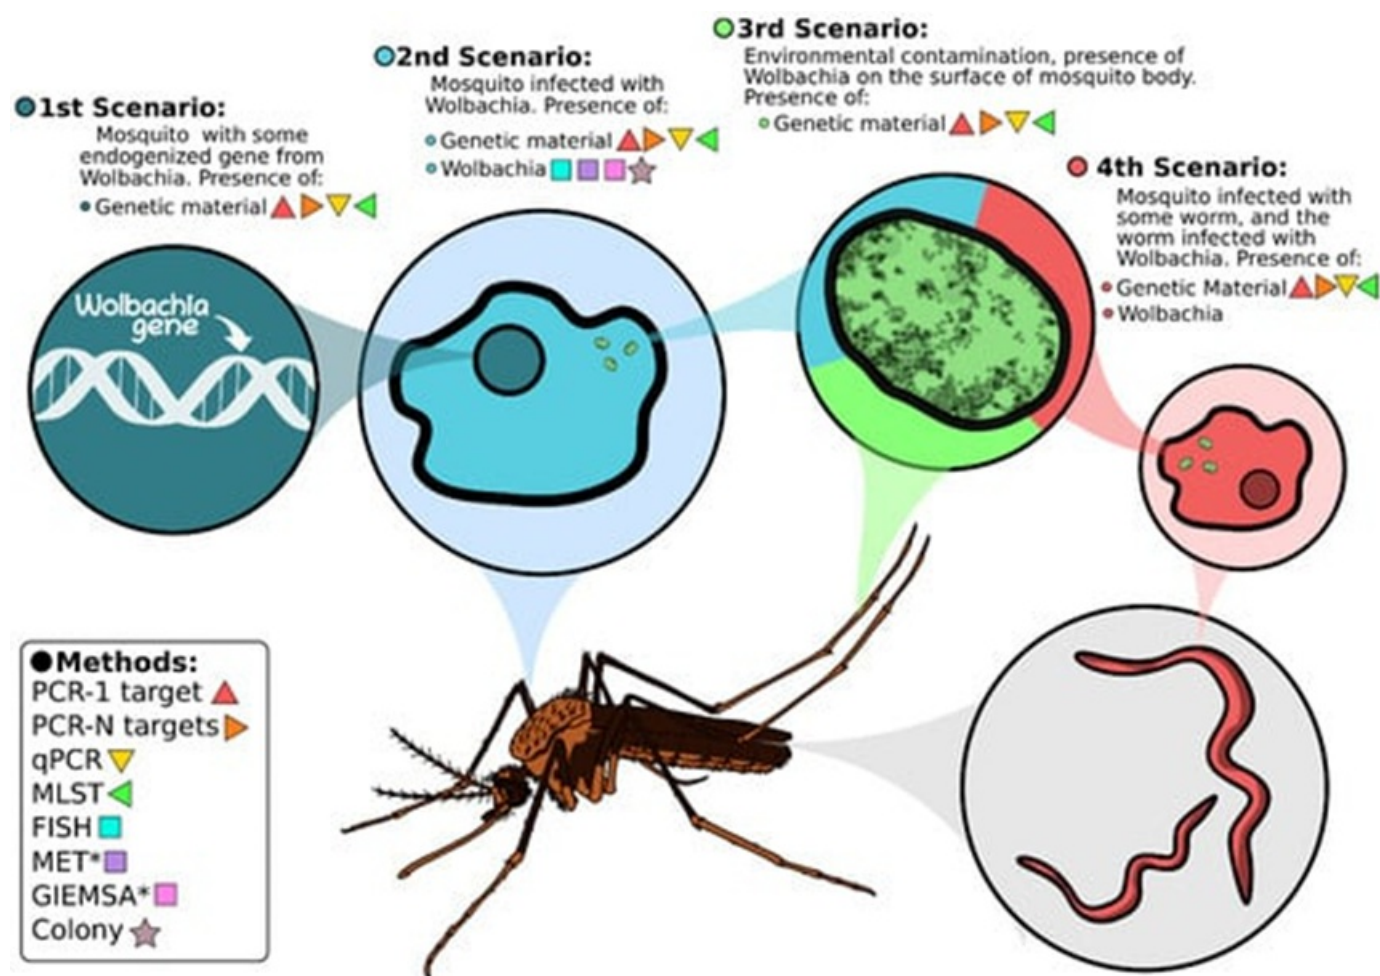 1st Scenario:
Mosquito with some
endogenized gene from
Wolbachia. Presence of:
Genetic material
2nd Scenario:
Mosquito infected with
Wolbachia. Presence of:
Genetic material
Wolbachia
3rd Scenario:
Environmental contamination, presence of
Wolbachia on the surface of mosquito body.
Presence of:
Genetic material
4th Scenario:
Mosquito infected with
some worm, and the
worm infected with
Wolbachia. Presence of:
Genetic Material
Wolbachia
Wolbachia
gene
Methods:
PCR-1 target
PCR-N targets
qPCR
MLST
FISH
MET*
GIEMSA*
Colony